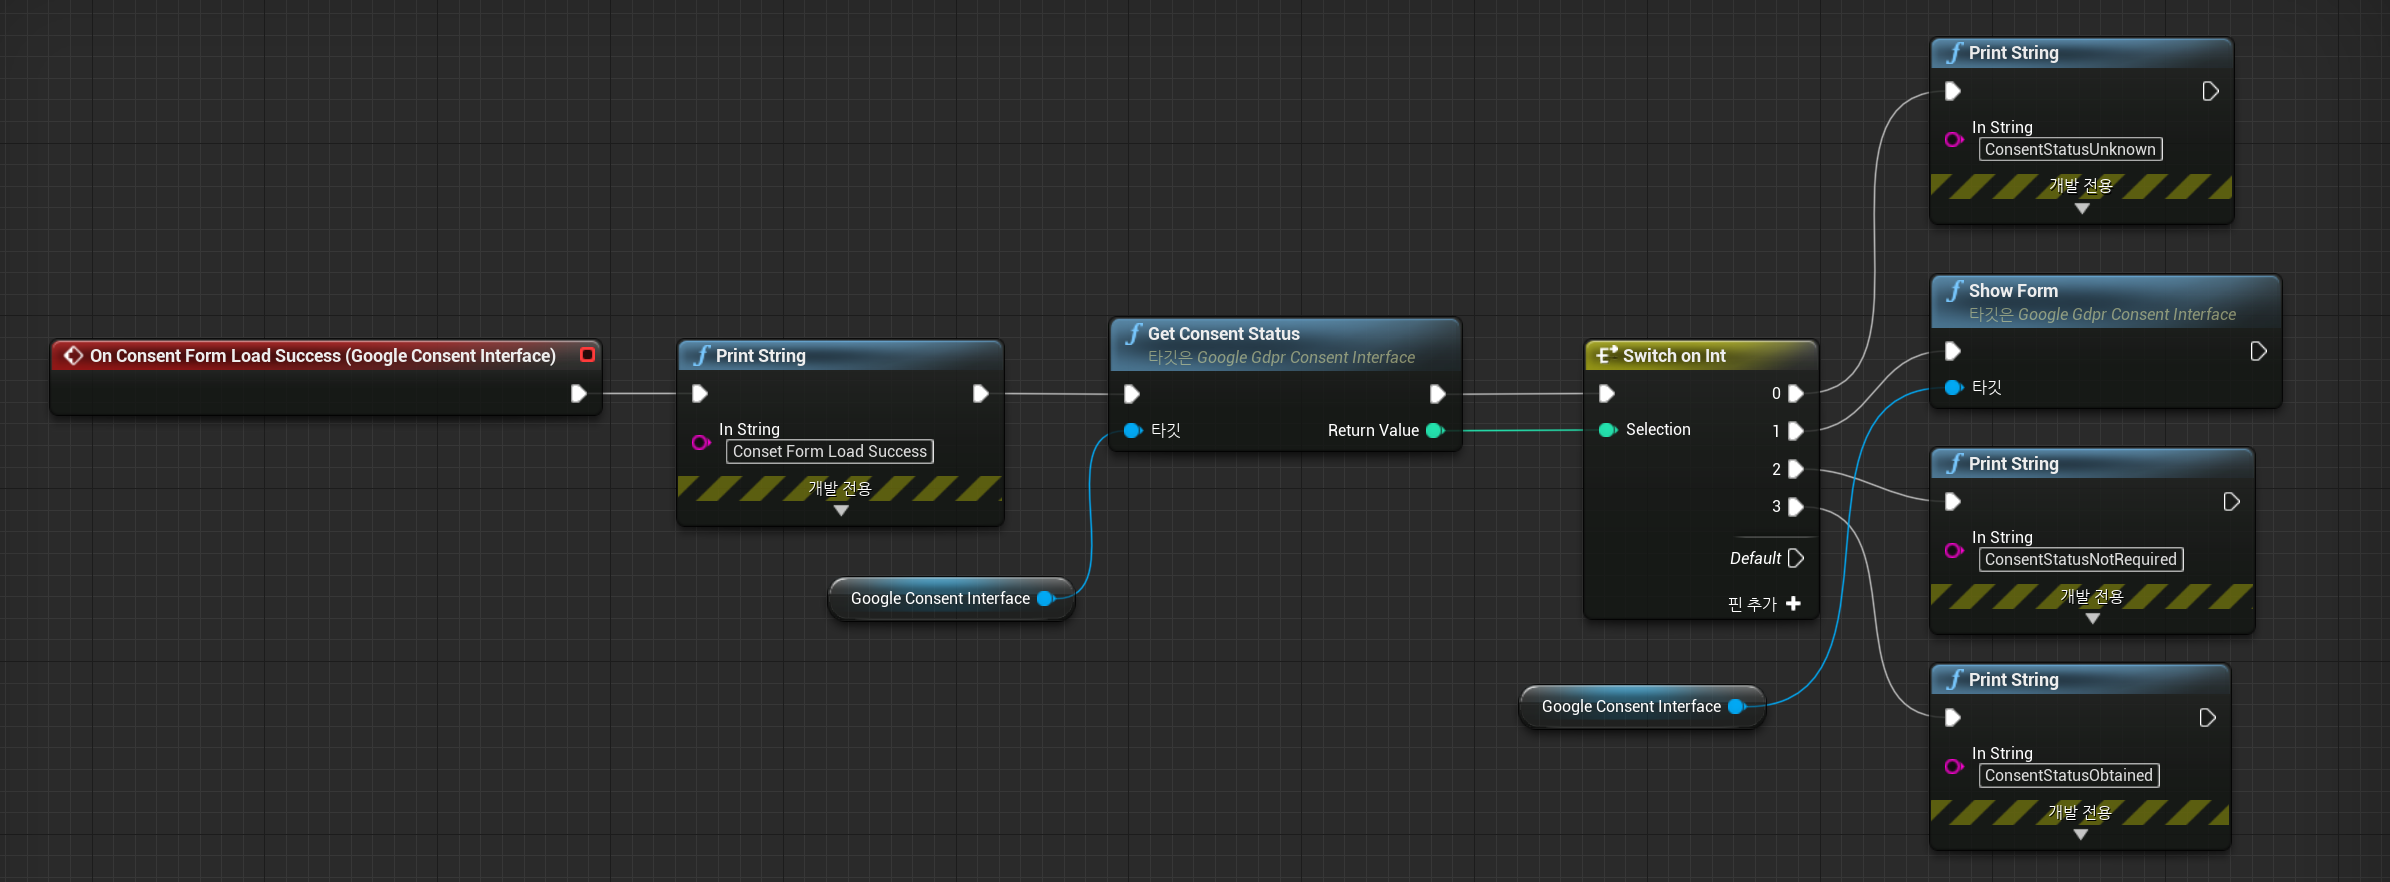 On Consent Form Load Success (Google Consent Interface)
Print String
In String
Conset Form Load Success
개발 전용
Google Consent Interface
Get Consent Status
타깃은 Google Gdpr Consent Interface
타깃
Return Value
Switch on Int
Selection
0
1
2
3
Default
핀 추가
Google Consent Interface
Print String
In String
ConsentStatusUnknown
개발 전용
Show Form
타깃은 Google Gdpr Consent Interface
타깃
Print String
In String
ConsentStatusNotRequired
개발 전용
Print String
In String
ConsentStatusObtained
개발 전용